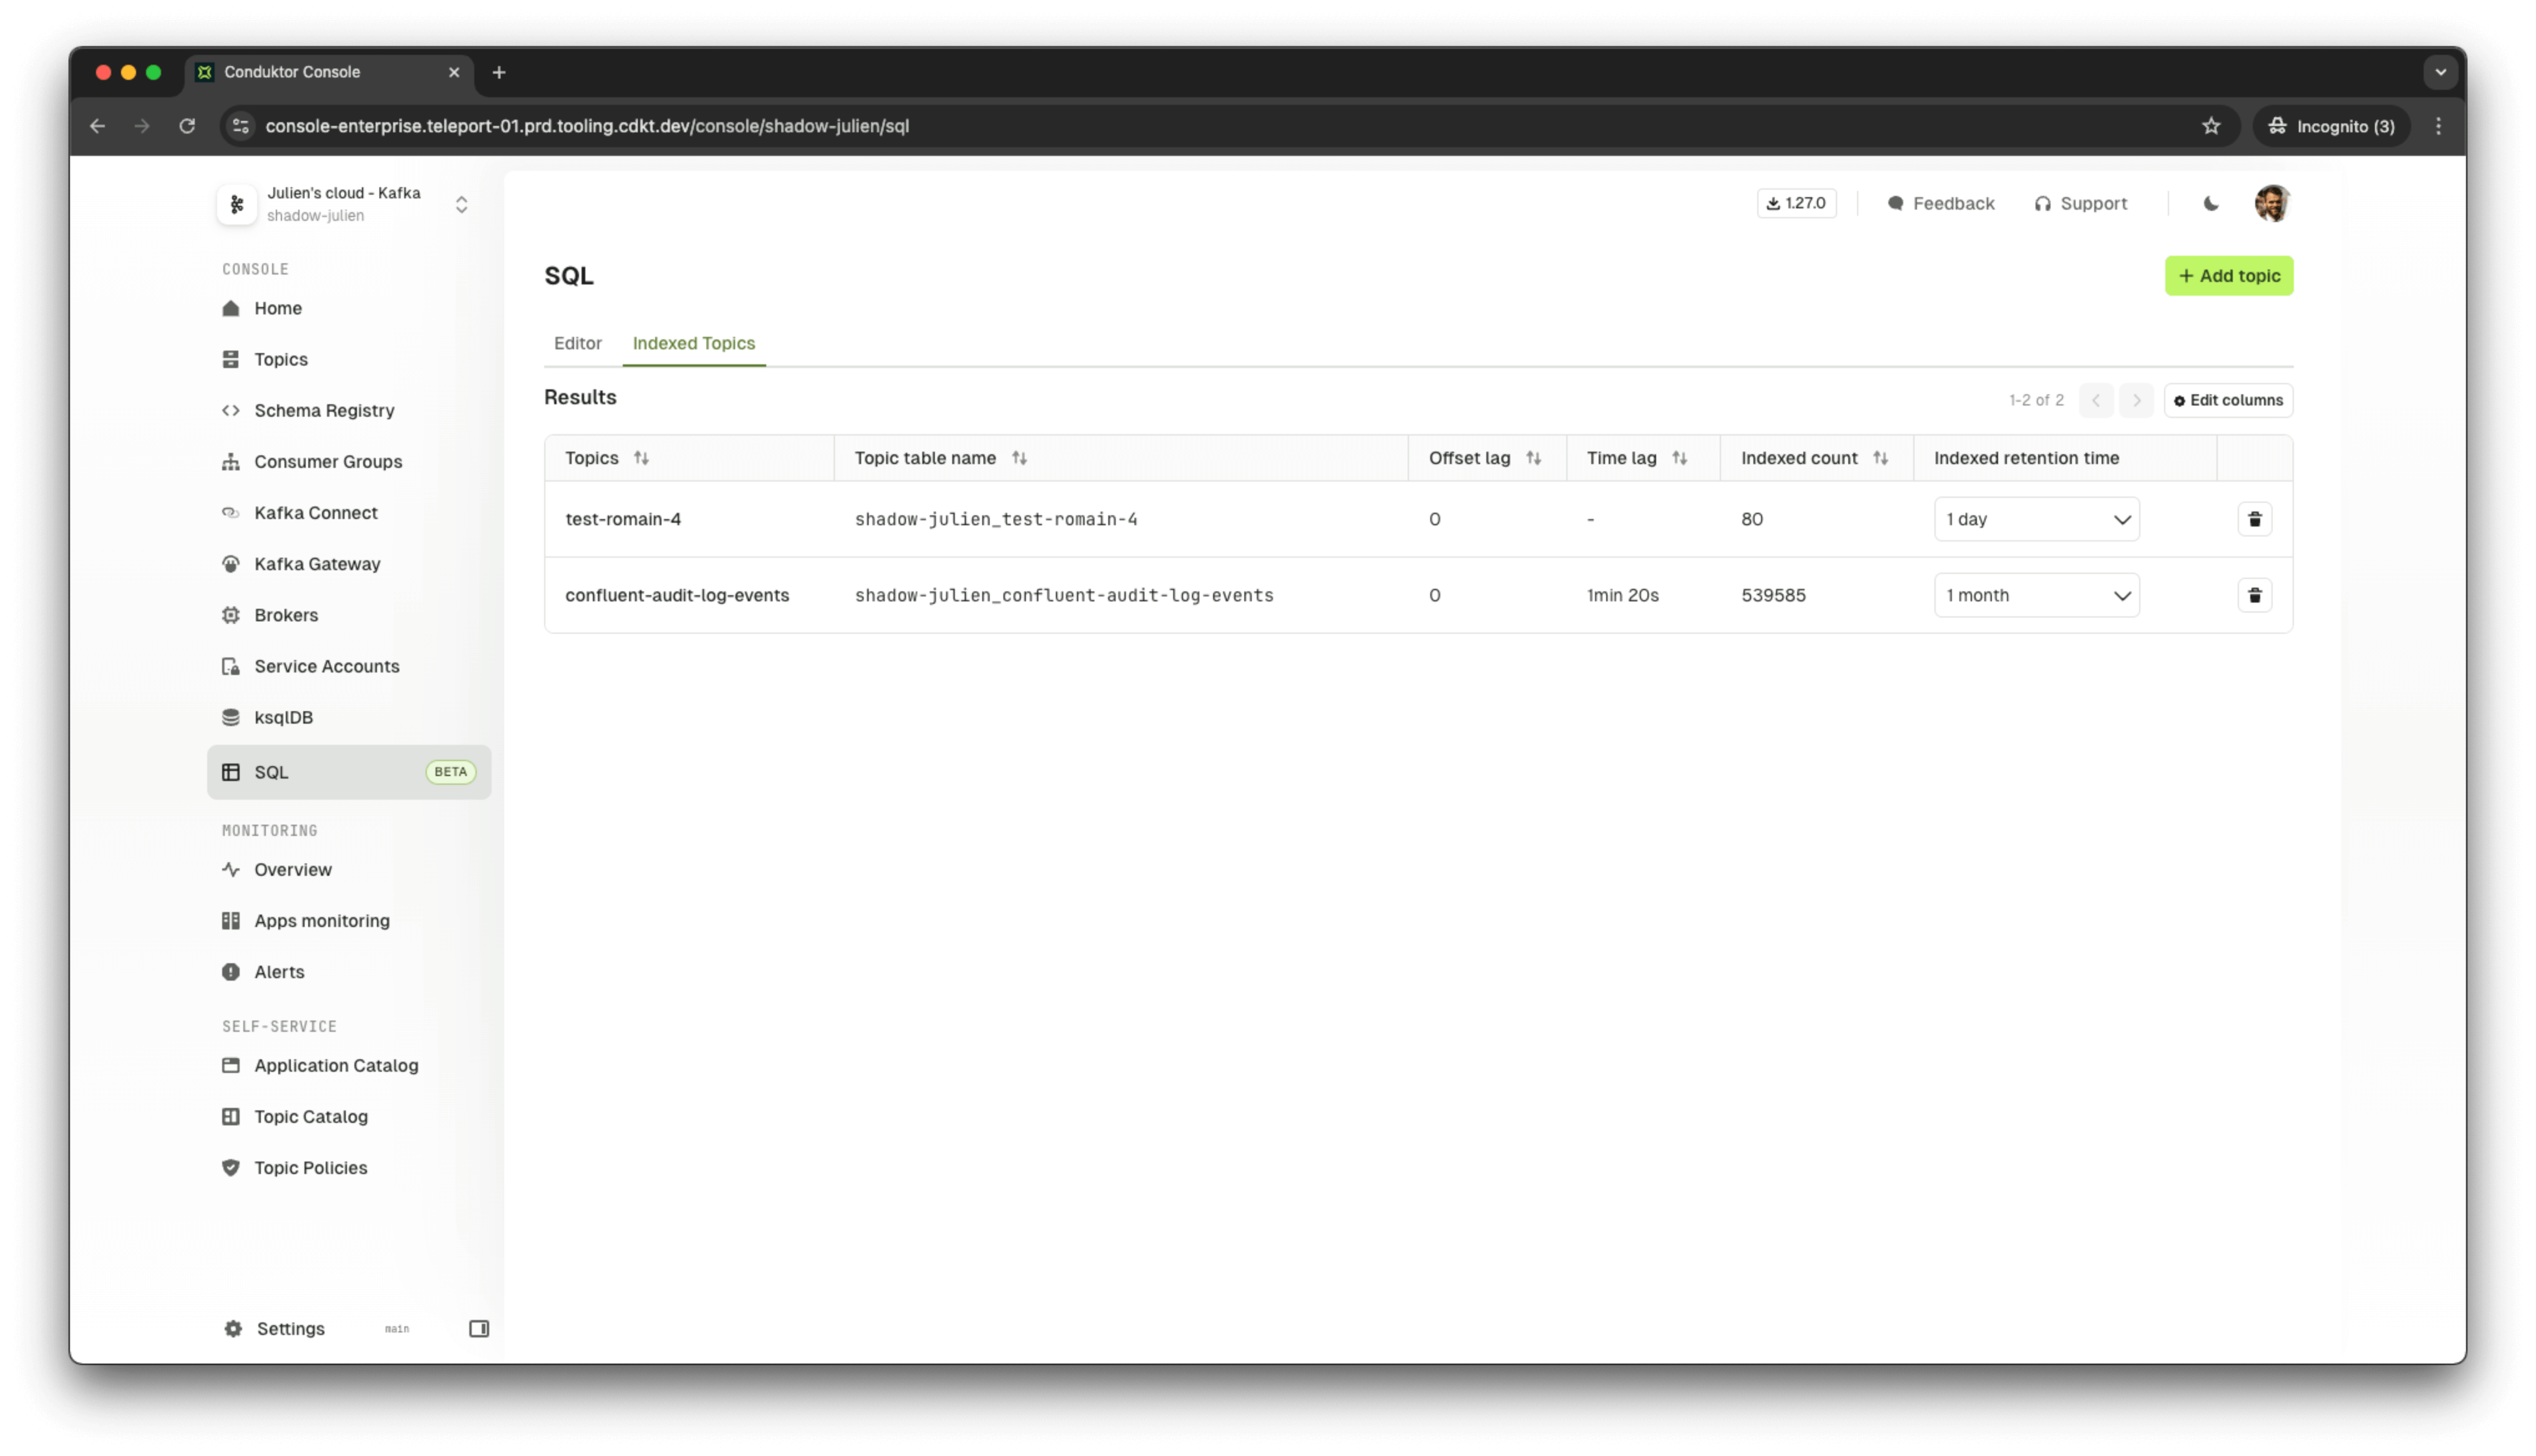 Conduktor Console
console-enterprise.teleport-01.prd.tooling.cdkt.dev/console/shadow-julien/sql
Incognito (3)
Julien's cloud - Kafka
shadow-julien
1.27.0
Feedback
Support
CONSOLE
Home
Topics
Schema Registry
Consumer Groups
Kafka Connect
Kafka Gateway
Brokers
Service Accounts
ksqlDB
SQL BETA
MONITORING
Overview
Apps monitoring
Alerts
SELF-SERVICE
Application Catalog
Topic Catalog
Topic Policies
Settings main
SQL
+ Add topic
Editor Indexed Topics
Results
1-2 of 2
Edit columns
Topics Topic table name Offset lag Time lag Indexed count Indexed retention time
test-romain-4 shadow-julien_test-romain-4 0 - 80 1 day
confluent-audit-log-events shadow-julien_confluent-audit-log-events 0 1min 20s 539585 1 month